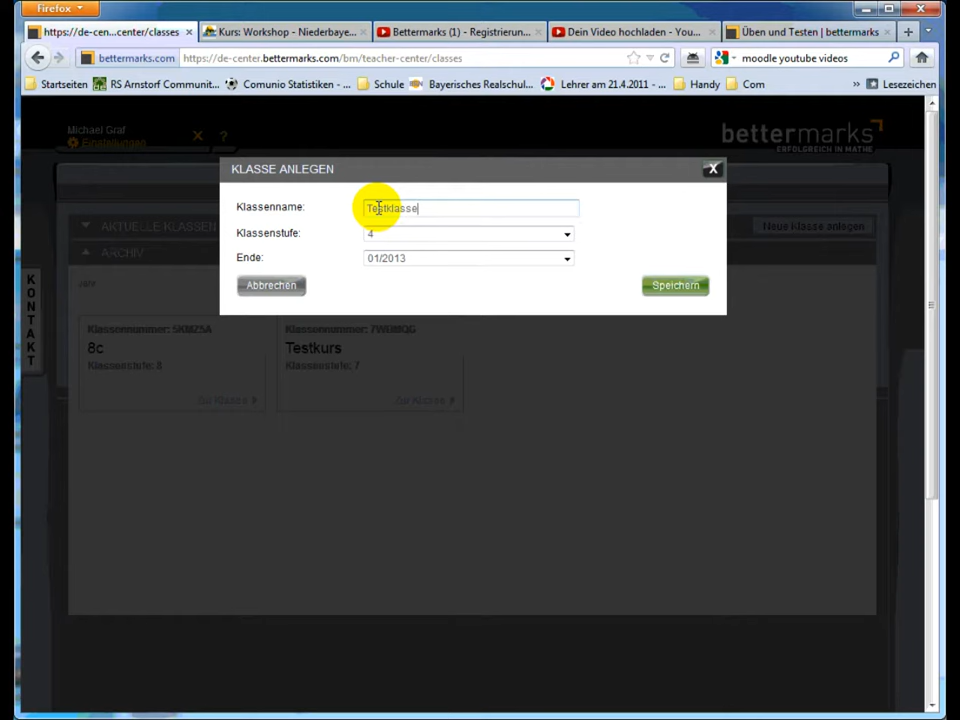 Firefox
https://de-cen...center/classes
Kurs: Workshop - Niederbaye...
Bettermarks (1) - Registrierun...
Dein Video hochladen - You...
Üben und Testen | bettermarks
bettermarks.com
https://de-center.bettermarks.com/bm/teacher-center/classes
moodle youtube videos
Startseiten
RS Arnstorf Communit...
Comunio Statistiken - ...
Schule
Bayerisches Realschul...
Lehrer am 21.4.2011 - ...
Handy
Com
»
Lesezeichen
Michael Graf
Einstellungen
X
?
bettermarks
ERFOLGREICH IN MATHE
KLASSE ANLEGEN
X
Klassenname:
Testklasse
Klassenstufe:
4
Ende:
01/2013
Abbrechen
Speichern
AKTUELLE KLASSEN
Neue Klasse anlegen
ARCHIV
Jahr
KONTAKT
Klassennummer: 5KM25A
8c
Klassenstufe: 8
Zur Klasse
Testkurs
Klassenstufe: 7
Zur Klasse